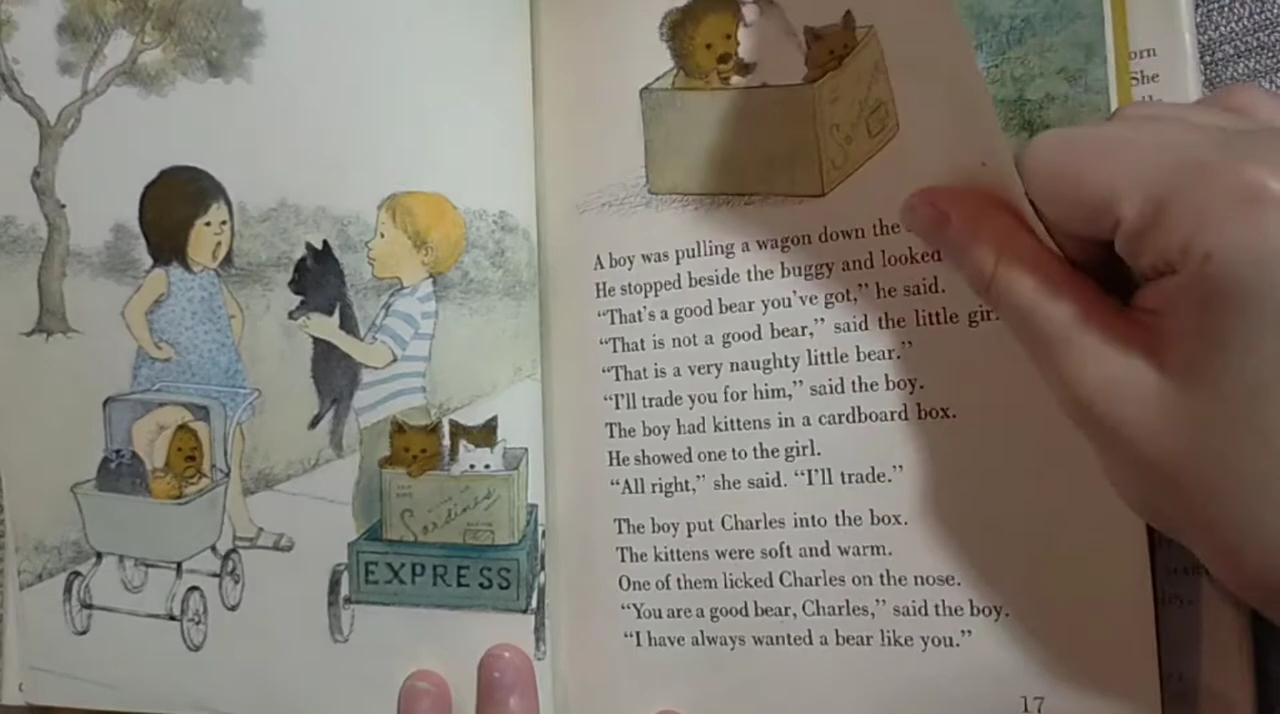 Sardines
EXPRESS
orn
She
Sardines
A boy was pulling a wagon down the
He stopped beside the buggy and looked
“That’s a good bear you’ve got,” he said.
“That is not a good bear,” said the little gir
“That is a very naughty little bear.”
“I’ll trade you for him,” said the boy.
The boy had kittens in a cardboard box.
He showed one to the girl.
“All right,” she said. “I’ll trade.”
The boy put Charles into the box.
The kittens were soft and warm.
One of them licked Charles on the nose.
“You are a good bear, Charles,” said the boy.
“I have always wanted a bear like you.”
17